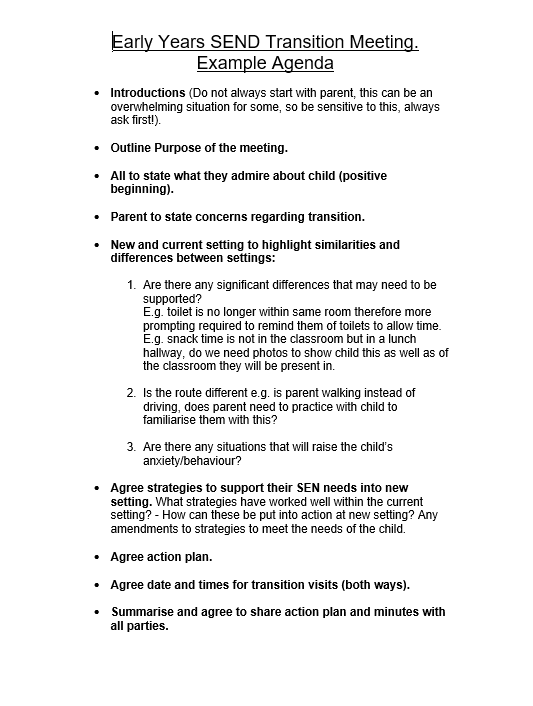 Early Years SEND Transition Meeting.
Example Agenda
• Introductions (Do not always start with parent, this can be an
overwhelming situation for some, so be sensitive to this, always
ask first!).
• Outline Purpose of the meeting.
• All to state what they admire about child (positive
beginning).
• Parent to state concerns regarding transition.
• New and current setting to highlight similarities and
differences between settings:
1. Are there any significant differences that may need to be
supported?
E.g. toilet is no longer within same room therefore more
prompting required to remind them of toilets to allow time.
E.g. snack time is not in the classroom but in a lunch
hallway, do we need photos to show child this as well as of
the classroom they will be present in.
2. Is the route different e.g. is parent walking instead of
driving, does parent need to practice with child to
familiarise them with this?
3. Are there any situations that will raise the child's
anxiety/behaviour?
• Agree strategies to support their SEN needs into new
setting. What strategies have worked well within the current
setting? - How can these be put into action at new setting? Any
amendments to strategies to meet the needs of the child.
• Agree action plan.
• Agree date and times for transition visits (both ways).
• Summarise and agree to share action plan and minutes with
all parties.